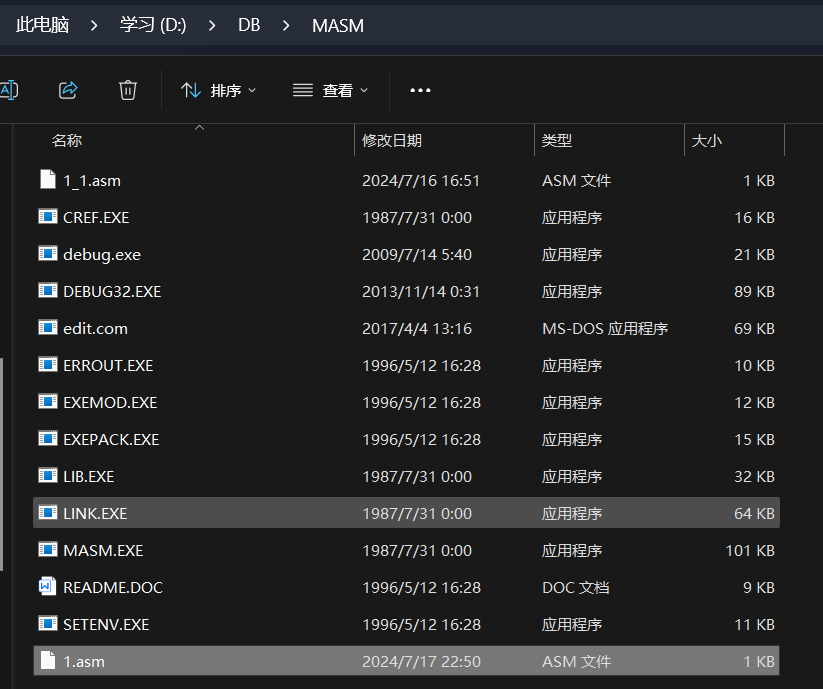 此电脑 > 学习 (D:) > DB > MASM
A 排序 查看 •••
名称 修改日期 类型 大小
1_1.asm 2024/7/16 16:51 ASM 文件 1 KB
CREF.EXE 1987/7/31 0:00 应用程序 16 KB
debug.exe 2009/7/14 5:40 应用程序 21 KB
DEBUG32.EXE 2013/11/14 0:31 应用程序 89 KB
edit.com 2017/4/4 13:16 MS-DOS 应用程序 69 KB
ERROUT.EXE 1996/5/12 16:28 应用程序 10 KB
EXEMOD.EXE 1996/5/12 16:28 应用程序 12 KB
EXEPACK.EXE 1996/5/12 16:28 应用程序 15 KB
LIB.EXE 1987/7/31 0:00 应用程序 32 KB
LINK.EXE 1987/7/31 0:00 应用程序 64 KB
MASM.EXE 1987/7/31 0:00 应用程序 101 KB
README.DOC 1996/5/12 16:28 DOC 文档 9 KB
SETENV.EXE 1996/5/12 16:28 应用程序 11 KB
1.asm 2024/7/17 22:50 ASM 文件 1 KB